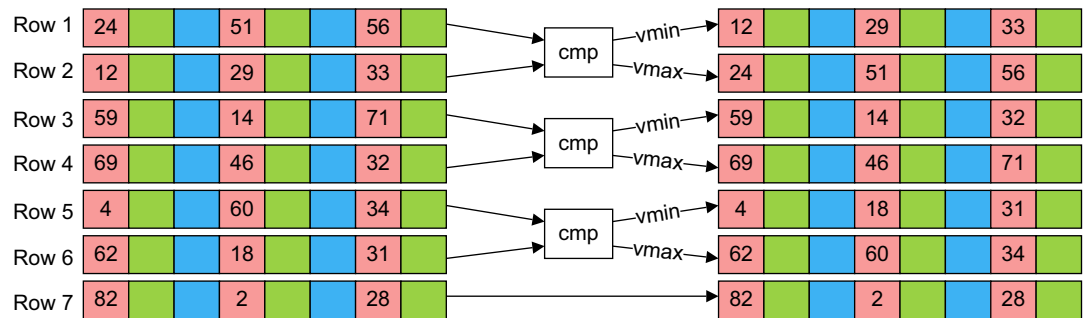 Row 1 24 51 56 vmin 12 29 33
cmp
Row 2 12 29 33 vmax 24 51 56
Row 3 59 14 71 vmin 59 14 32
cmp
Row 4 69 46 32 vmax 69 46 71
Row 5 4 60 34 vmin 4 18 31
cmp
Row 6 62 18 31 vmax 62 60 34
Row 7 82 2 28 82 2 28